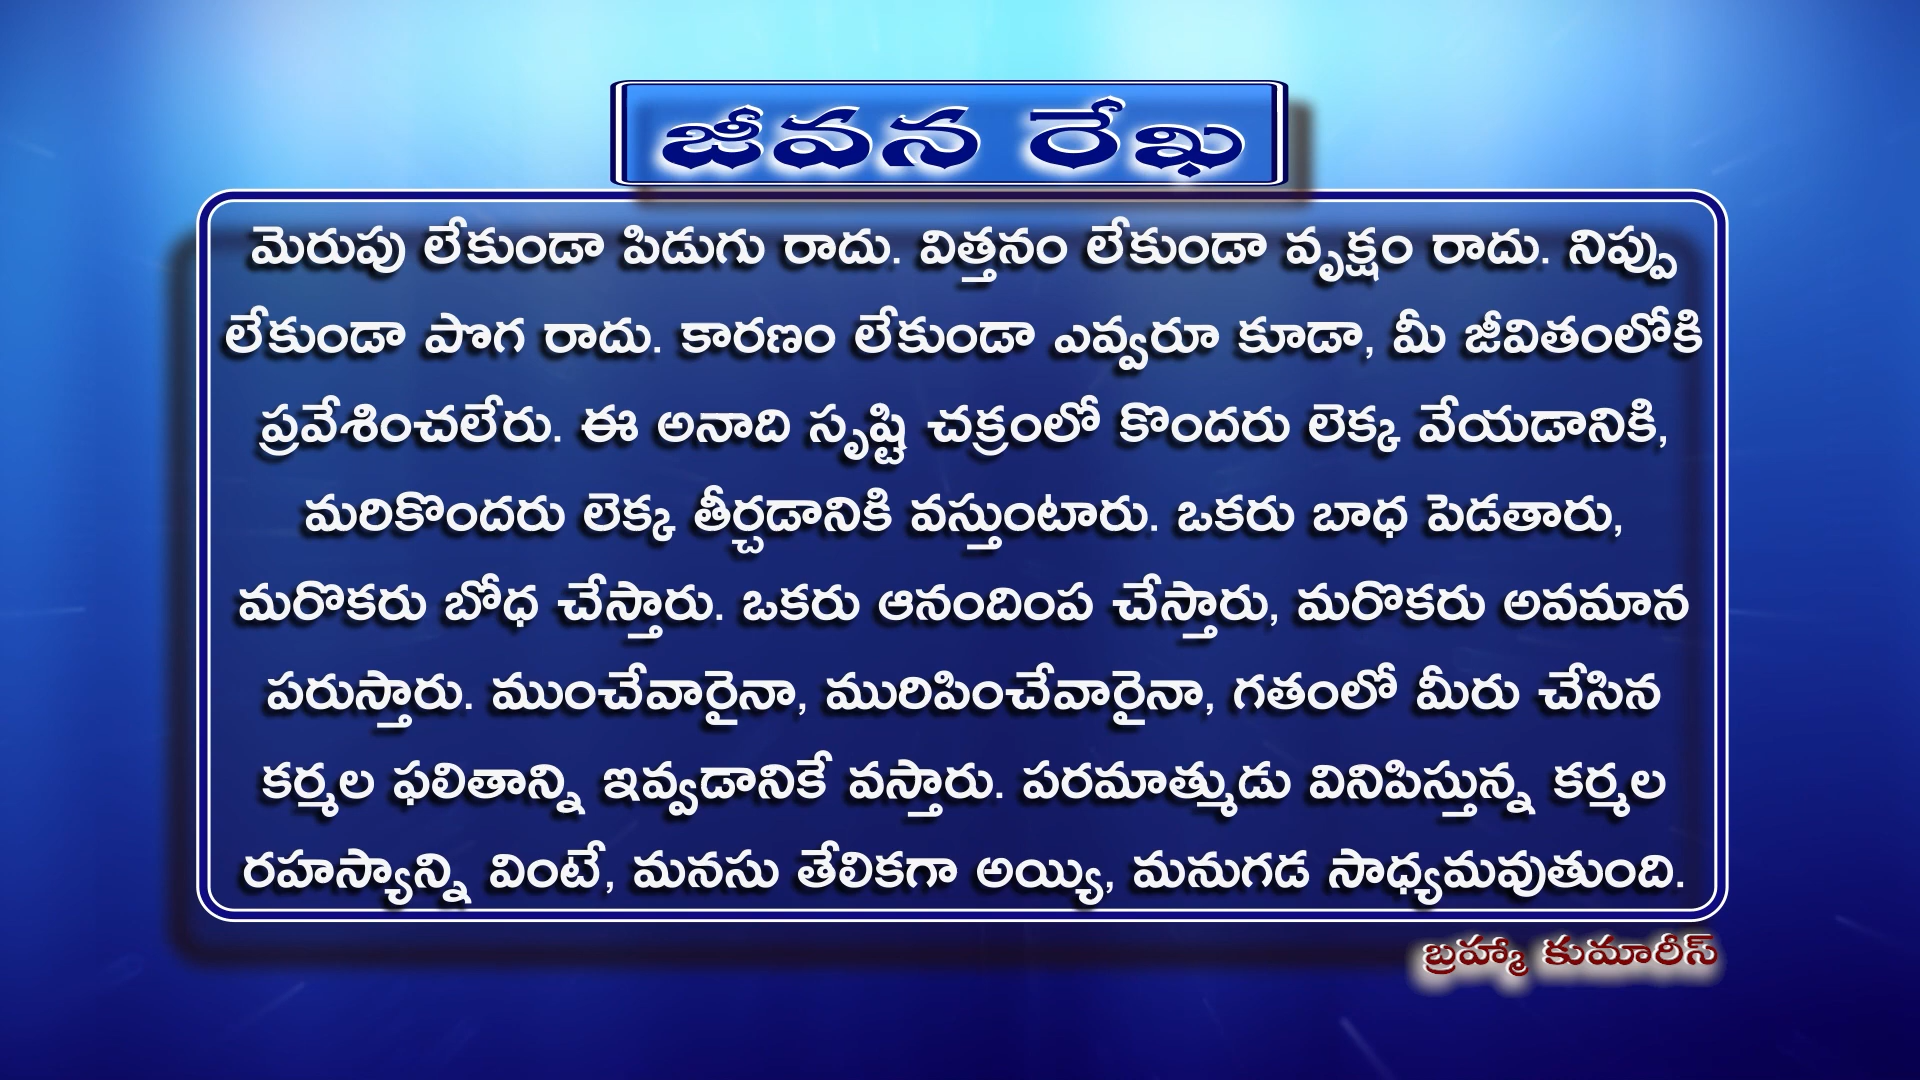 జీవన రేఖ
మెరుపు లేకుండా పిడుగు రాదు. విత్తనం లేకుండా వృక్షం రాదు. నిప్పు
లేకుండా పొగ రాదు. కారణం లేకుండా ఎవ్వరూ కూడా, మీ జీవితంలోకి
ప్రవేశించలేరు. ఈ అనాది సృష్టి చక్రంలో కొందరు లెక్క వేయడానికి,
మరికొందరు లెక్క తీర్చడానికి వస్తుంటారు. ఒకరు బాధ పెడతారు,
మరొకరు బోధ చేస్తారు. ఒకరు ఆనందింప చేస్తారు, మరొకరు అవమాన
పరుస్తారు. ముంచేవారైనా, మురిపించేవారైనా, గతంలో మీరు చేసిన
కర్మల ఫలితాన్ని ఇవ్వడానికే వస్తారు. పరమాత్ముడు వినిపిస్తున్న కర్మల
రహస్యాన్ని వింటే, మనసు తేలికగా అయ్యి, మనుగడ సాధ్యమవుతుంది.
బ్రహ్మా కుమారీస్